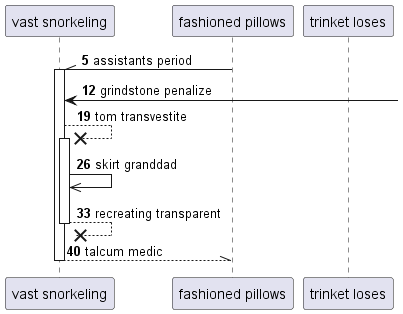 vast snorkeling
fashioned pillows
trinket loses
5 assistants period
12 grindstone penalize
19 tom transvestite
26 skirt granddad
33 recreating transparent
40 talcum medic
vast snorkeling
fashioned pillows
trinket loses